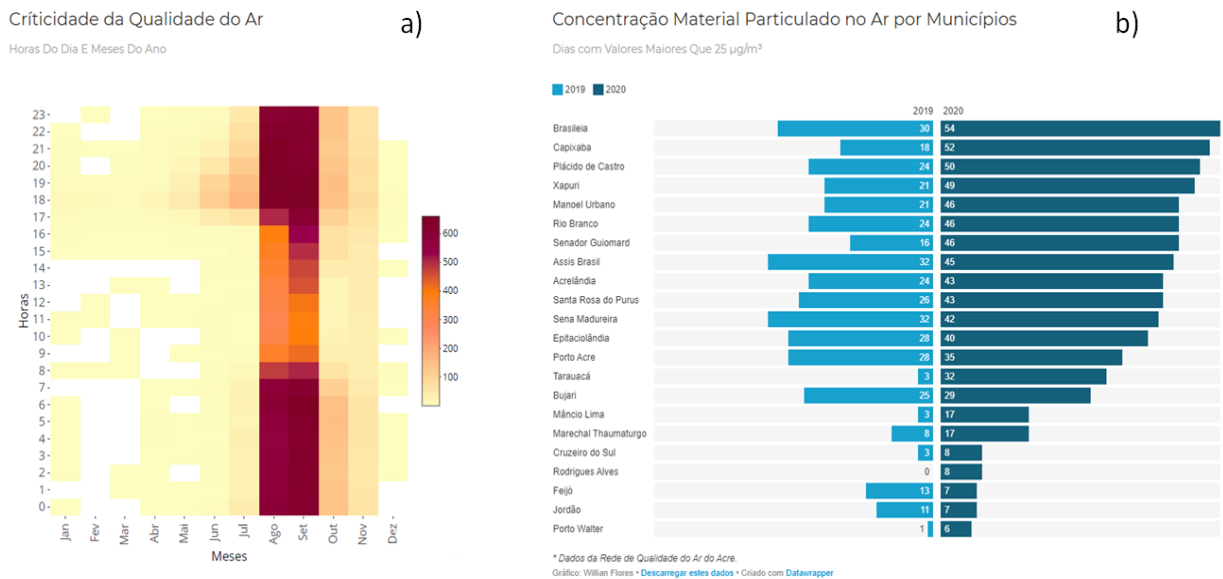 Críticidade da Qualidade do Ar
a)
Horas Do Dia E Meses Do Ano
23
22
21
20
19
18
17
16
15
14
13
12
11
10
9
8
7
6
5
4
3
2
1
0
Horas
Jan
Fev
Mar
Abr
Mai
Jun
Jul
Ago
Set
Out
Nov
Dez
Meses
600
500
400
300
200
100
Concentração Material Particulado no Ar por Municípios
b)
Dias com Valores Maiores Que 25 µg/m³
2019 2020
2019 2020
Brasileia 30 54
Capixaba 18 52
Plácido de Castro 24 50
Xapuri 21 49
Manoel Urbano 21 46
Rio Branco 24 46
Senador Guiomard 16 46
Assis Brasil 32 45
Acrelândia 24 43
Santa Rosa do Purus 26 43
Sena Madureira 32 42
Epitaciolândia 28 40
Porto Acre 28 35
Tarauacá 3 32
Bujari 25 29
Mâncio Lima 3 17
Marechal Thaumaturgo 8 17
Cruzeiro do Sul 3 8
Rodrigues Alves 0 8
Feijó 13 7
Jordão 11 7
Porto Walter 1 6
* Dados da Rede de Qualidade do Ar do Acre.
Gráfico: Willian Flores • Descarregar estes dados • Criado com Datawrapper